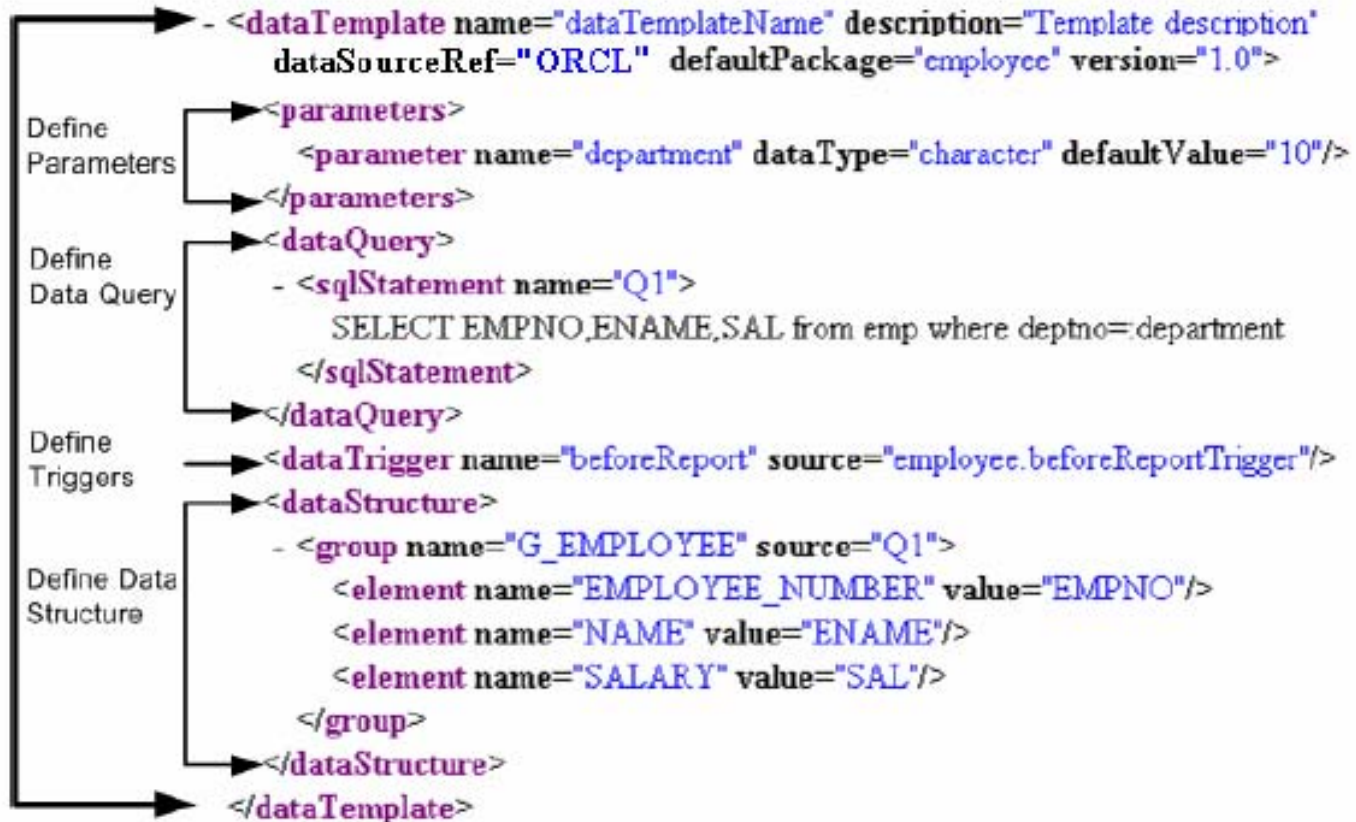 - <dataTemplate name="dataTemplateName" description="Template description"
dataSourceRef="ORCL" defaultPackage="employee" version="1.0">
Define
Parameters
<parameters>
<parameter name="department" dataType="character" defaultValue="10"/>
</parameters>
Define
Data Query
<dataQuery>
- <sqlStatement name="Q1">
SELECT EMPNO,ENAME,SAL from emp where deptno=:department
</sqlStatement>
</dataQuery>
Define
Triggers
<dataTrigger name="beforeReport" source="employee.beforeReportTrigger"/>
<dataStructure>
- <group name="G_EMPLOYEE" source="Q1">
Define Data
Structure
<element name="EMPLOYEE_NUMBER" value="EMPNO"/>
<element name="NAME" value="ENAME"/>
<element name="SALARY" value="SAL"/>
</group>
</dataStructure>
</dataTemplate>